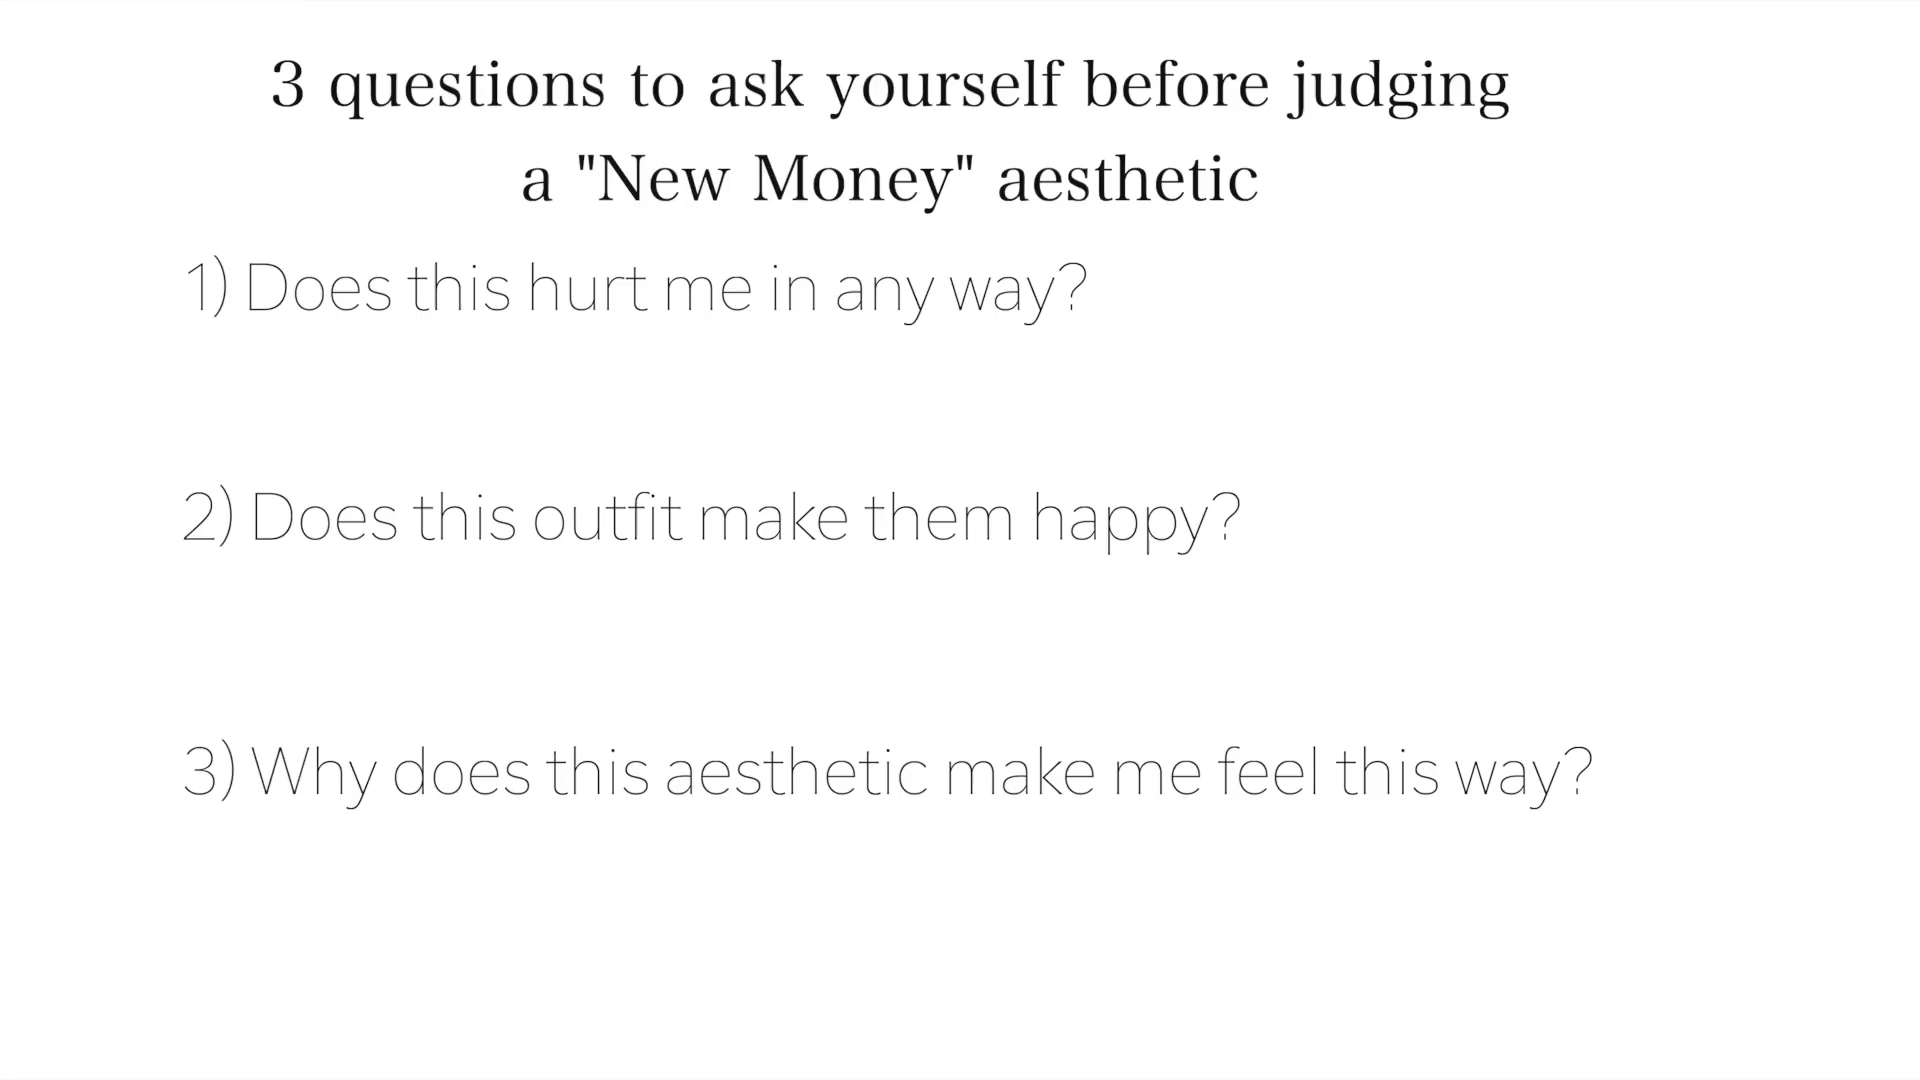 3 questions to ask yourself before judging
a "New Money" aesthetic
1) Does this hurt me in any way?
2) Does this outfit make them happy?
3) Why does this aesthetic make me feel this way?